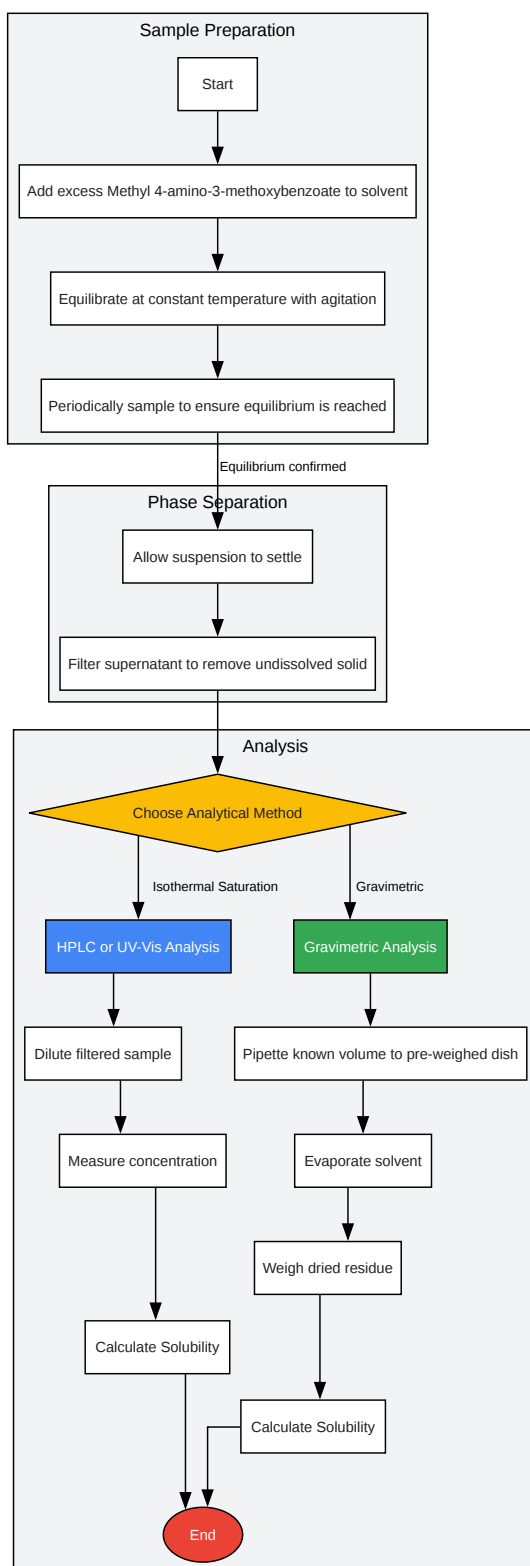 Sample Preparation
Start
Add excess Methyl 4-amino-3-methoxybenzoate to solvent
Equilibrate at constant temperature with agitation
Periodically sample to ensure equilibrium is reached
Equilibrium confirmed
Phase Separation
Allow suspension to settle
Filter supernatant to remove undissolved solid
Analysis
Choose Analytical Method
Isothermal Saturation
Gravimetric
HPLC or UV-Vis Analysis
Gravimetric Analysis
Dilute filtered sample
Pipette known volume to pre-weighed dish
Measure concentration
Evaporate solvent
Weigh dried residue
Calculate Solubility
Calculate Solubility
End